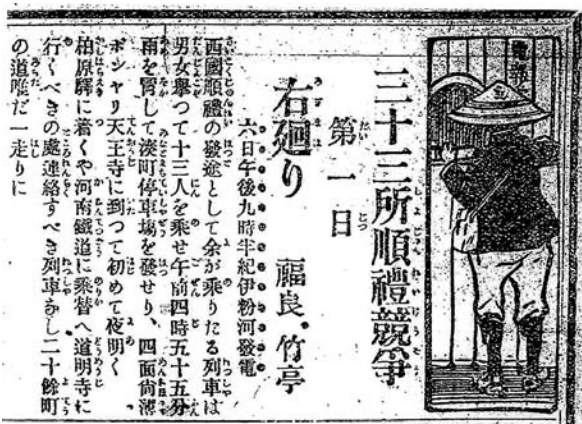 三十三所順禮競爭
第一日
右廻り 福良竹亭
六日午後九時半紀伊粉河發電
西國順禮の發途として余が乘りたる列車は
男女擧つて十三人を乘せ午前四時五十五分
雨を冒して湊町停車塲を發せり、四面尙薄
ボンヤリ天王寺に到つて初めて夜明く
柏原驛に着くや河南鐵道に乘替へ道明寺に
行くべきの處連絡すべき列車なし二十餘町
の道唯だ一走りに